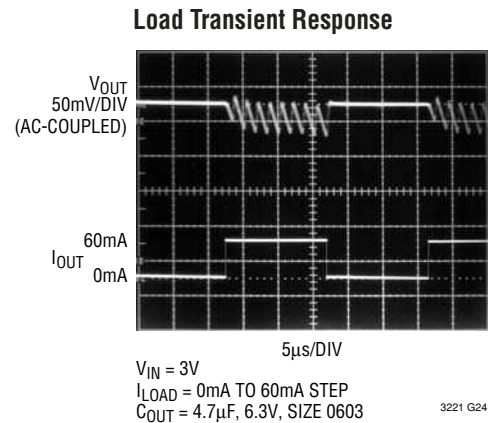 Load Transient Response
VOUT
50mV/DIV
(AC-COUPLED)
60mA
IOUT
0mA
5µs/DIV
VIN = 3V
ILOAD = 0mA TO 60mA STEP
COUT = 4.7µF, 6.3V, SIZE 0603
3221 G24